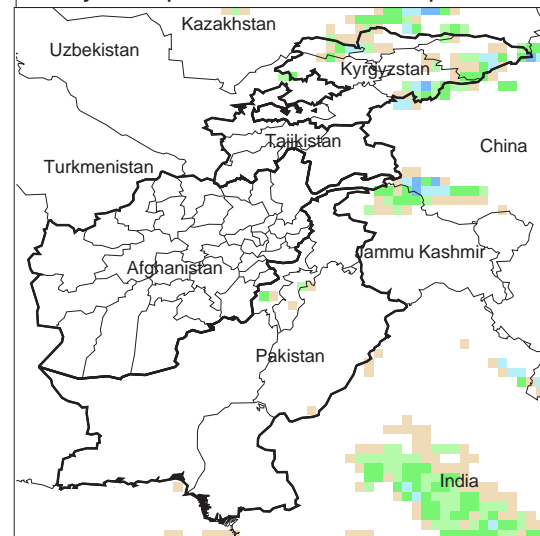 Kazakhstan
Uzbekistan
Kyrgyzstan
Tajikistan
China
Turkmenistan
Jammu Kashmir
Afghanistan
Pakistan
India